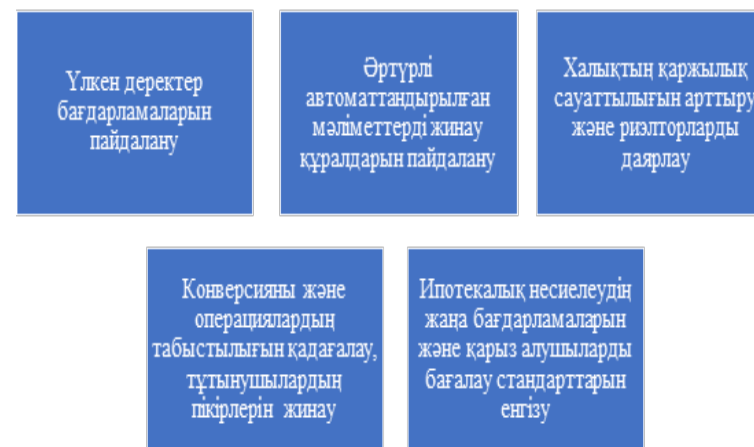 Үлкен деректер
бағдарламаларын
пайдалану
Әртүрлі
автоматтандырылған
мәліметтерді жинау
құралдарын пайдалану
Халықтың қаржылық
сауаттылығын арттыру
және риэлторларды
даярлау
Конверсияны және
операциялардың
табыстылығын қадағалау,
тұтынушылардың
пікірлерін жинау
Ипотекалық несиелеудің
жаңа бағдарламаларын
және қарыз алушыларды
бағалау стандарттарын
енгізу